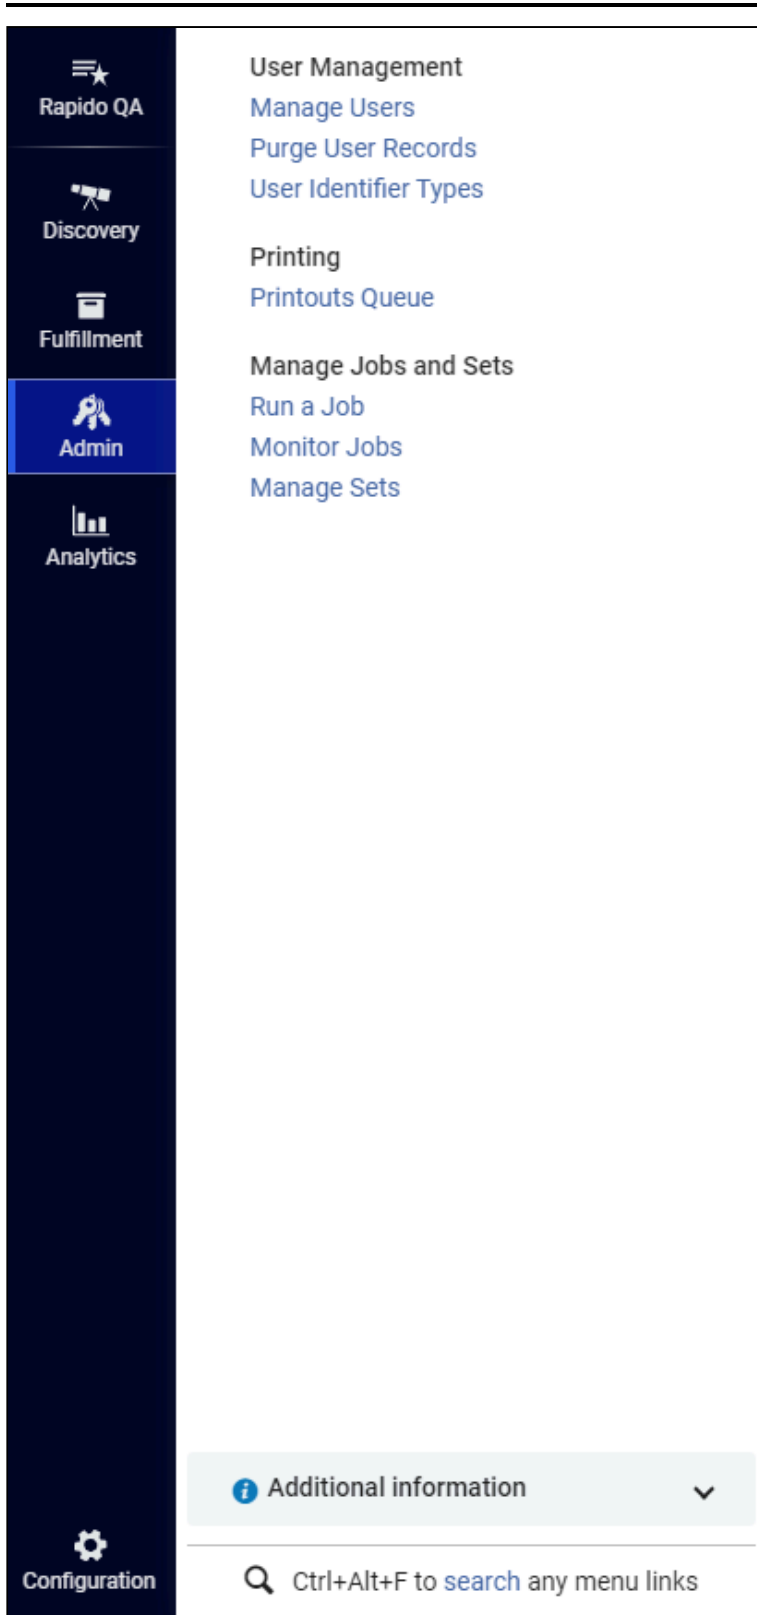 Rapido QA
Discovery
Fulfillment
Admin
Analytics
Configuration
User Management
Manage Users
Purge User Records
User Identifier Types
Printing
Printouts Queue
Manage Jobs and Sets
Run a Job
Monitor Jobs
Manage Sets
Additional information
Ctrl+Alt+F to search any menu links